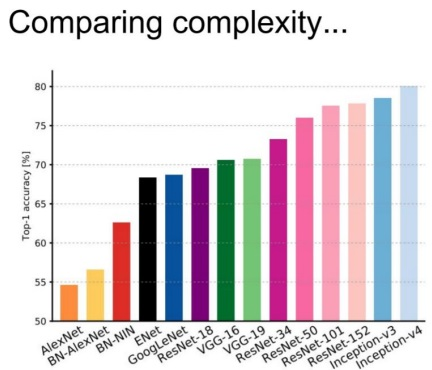 Comparing complexity...
80
75
70
65
60
55
50
Top-1 accuracy [%]
AlexNet
BN-AlexNet
BN-NIN
ENet
GoogLeNet
ResNet-18
VGG-16
VGG-19
ResNet-34
ResNet-50
ResNet-101
ResNet-152
Inception-v3
Inception-v4